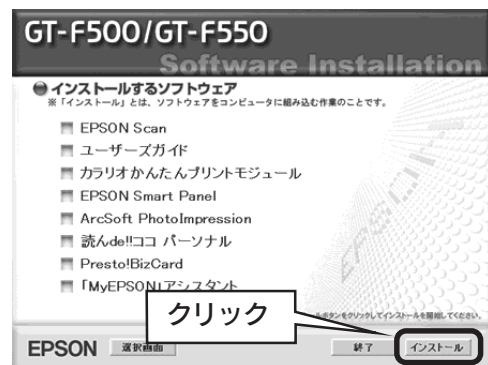 GT-F500/GT-F550
Software Installation
インストールするソフトウェア
※「インストール」とは、ソフトウェアをコンピュータに組み込む作業のことです。
EPSON Scan
ユーザーズガイド
カラリオかんたんプリントモジュール
EPSON Smart Panel
ArcSoft PhotoImpression
読んde!!ココ パーソナル
Presto!BizCard
「MyEPSON」アシスタント
クリック
ボタンをクリックしてインストールを開始してください。
EPSON 選択画面 終了 インストール